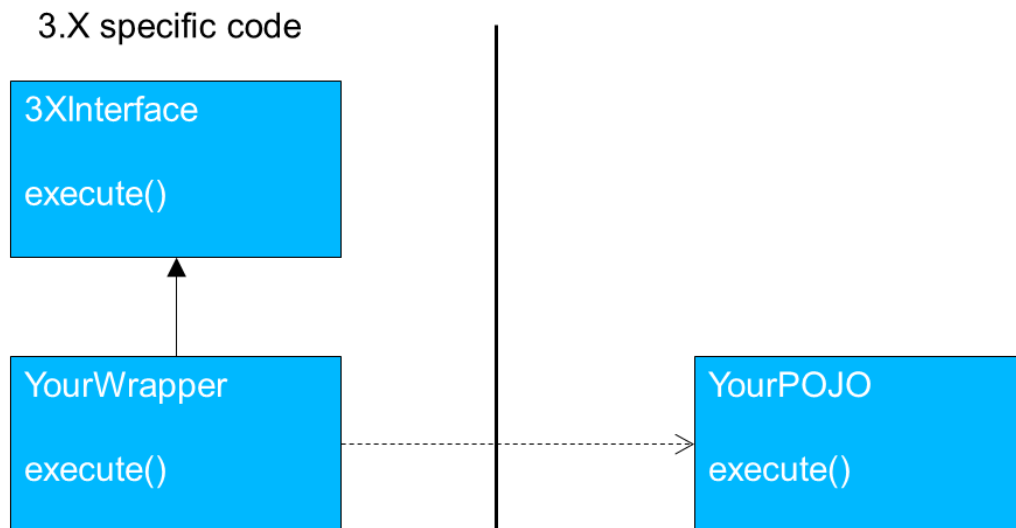 3.X specific code
3XInterface
execute()
YourWrapper
execute()
YourPOJO
execute()